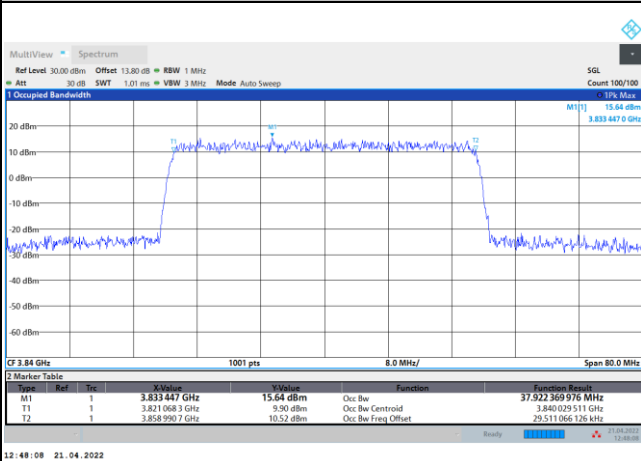 MultiView Spectrum
Ref Level 30.00 dBm Offset 13.80 dB RBW 1 MHz SGL
Att 30 dB SWT 1.01 ms VBW 3 MHz Mode Auto Sweep Count 100/100
1 Occupied Bandwidth 1Pk Max
M1[1] 15.64 dBm
3.833 447 0 GHz
M1
T1 T2
20 dBm
10 dBm
0 dBm
-10 dBm
-20 dBm
-30 dBm
-40 dBm
-50 dBm
-60 dBm
CF 3.84 GHz 1001 pts 8.0 MHz/ Span 80.0 MHz
2 Marker Table
Type Ref Trc X-Value Y-Value Function Function Result
M1 1 3.833 447 GHz 15.64 dBm Occ Bw 37.922 369 976 MHz
T1 1 3.821 068 3 GHz 9.90 dBm Occ Bw Centroid 3.840 029 511 GHz
T2 1 3.858 990 7 GHz 10.52 dBm Occ Bw Freq Offset 29.511 066 126 kHz
Ready 21.04.2022
12:48:08
12:48:08 21.04.2022